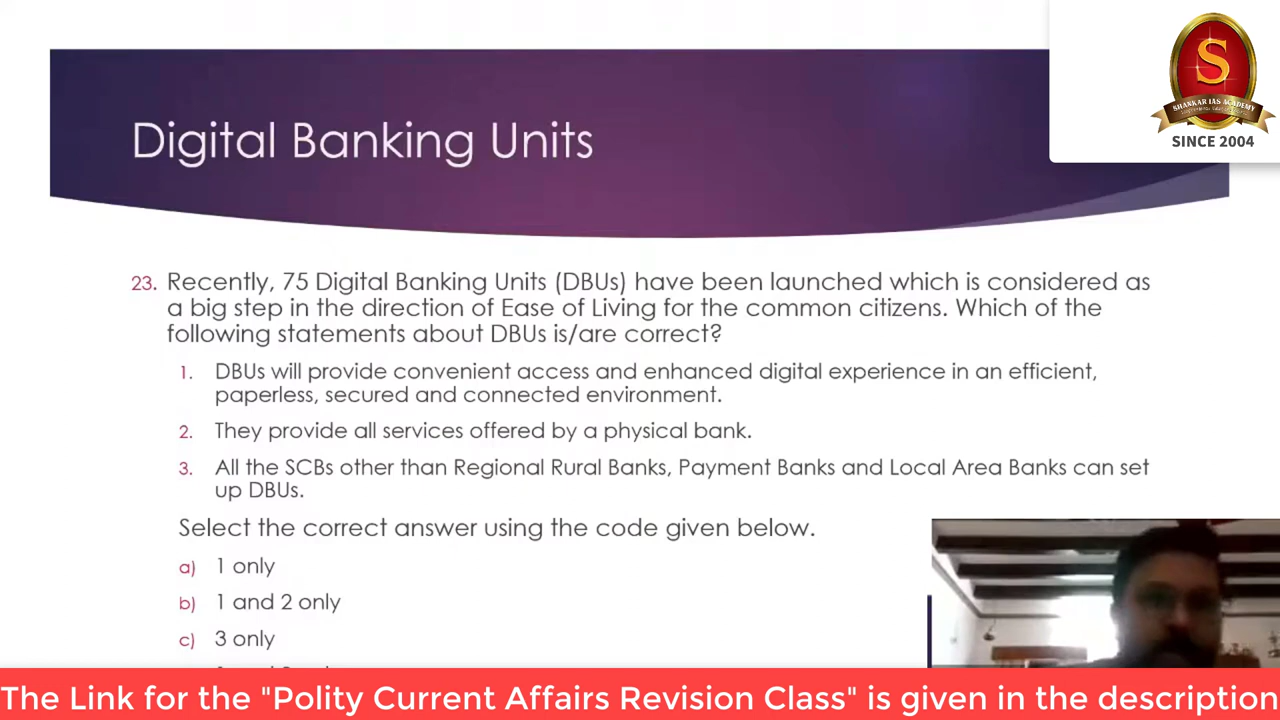 S
SHANKAR IAS ACADEMY
SINCE 2004
Digital Banking Units
23. Recently, 75 Digital Banking Units (DBUs) have been launched which is considered as
a big step in the direction of Ease of Living for the common citizens. Which of the
following statements about DBUs is/are correct?
1. DBUs will provide convenient access and enhanced digital experience in an efficient,
paperless, secured and connected environment.
2. They provide all services offered by a physical bank.
3. All the SCBs other than Regional Rural Banks, Payment Banks and Local Area Banks can set
up DBUs.
Select the correct answer using the code given below.
a) 1 only
b) 1 and 2 only
c) 3 only
The Link for the "Polity Current Affairs Revision Class" is given in the description